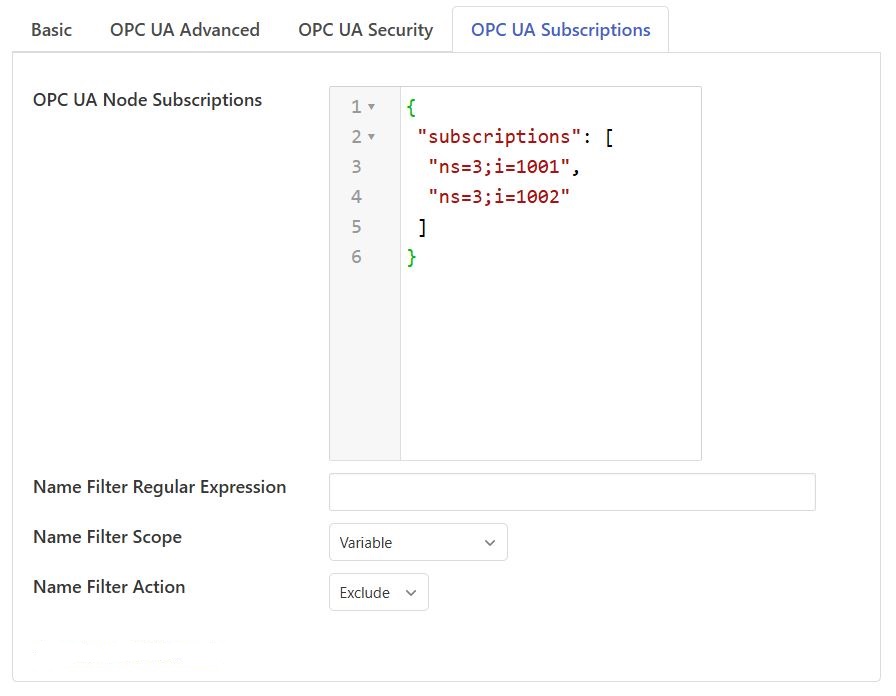 Basic OPC UA Advanced OPC UA Security OPC UA Subscriptions
OPC UA Node Subscriptions
1 {
2 "subscriptions": [
3 "ns=3;i=1001",
4 "ns=3;i=1002"
5 ]
6 }
Name Filter Regular Expression
Name Filter Scope Variable
Name Filter Action Exclude